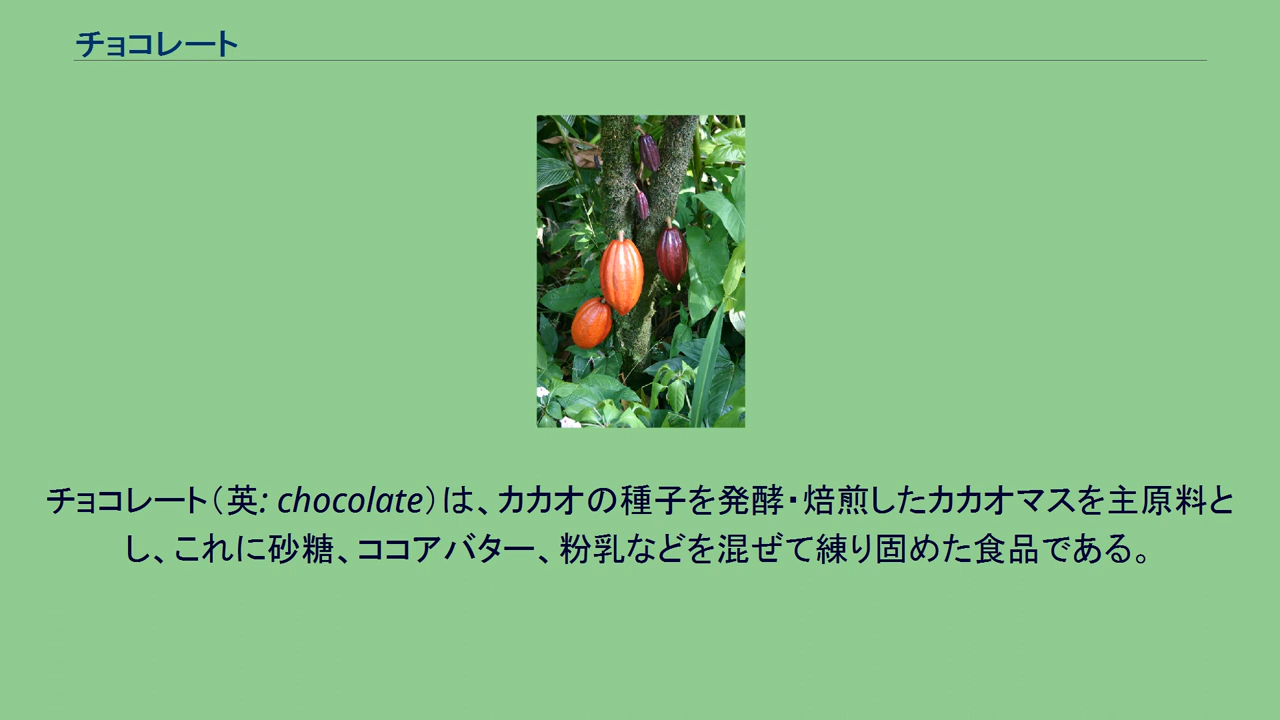 チョコレート
チョコレート（英: chocolate）は、カカオの種子を発酵・焙煎したカカオマスを主原料と
し、これに砂糖、ココアバター、粉乳などを混ぜて練り固めた食品である。